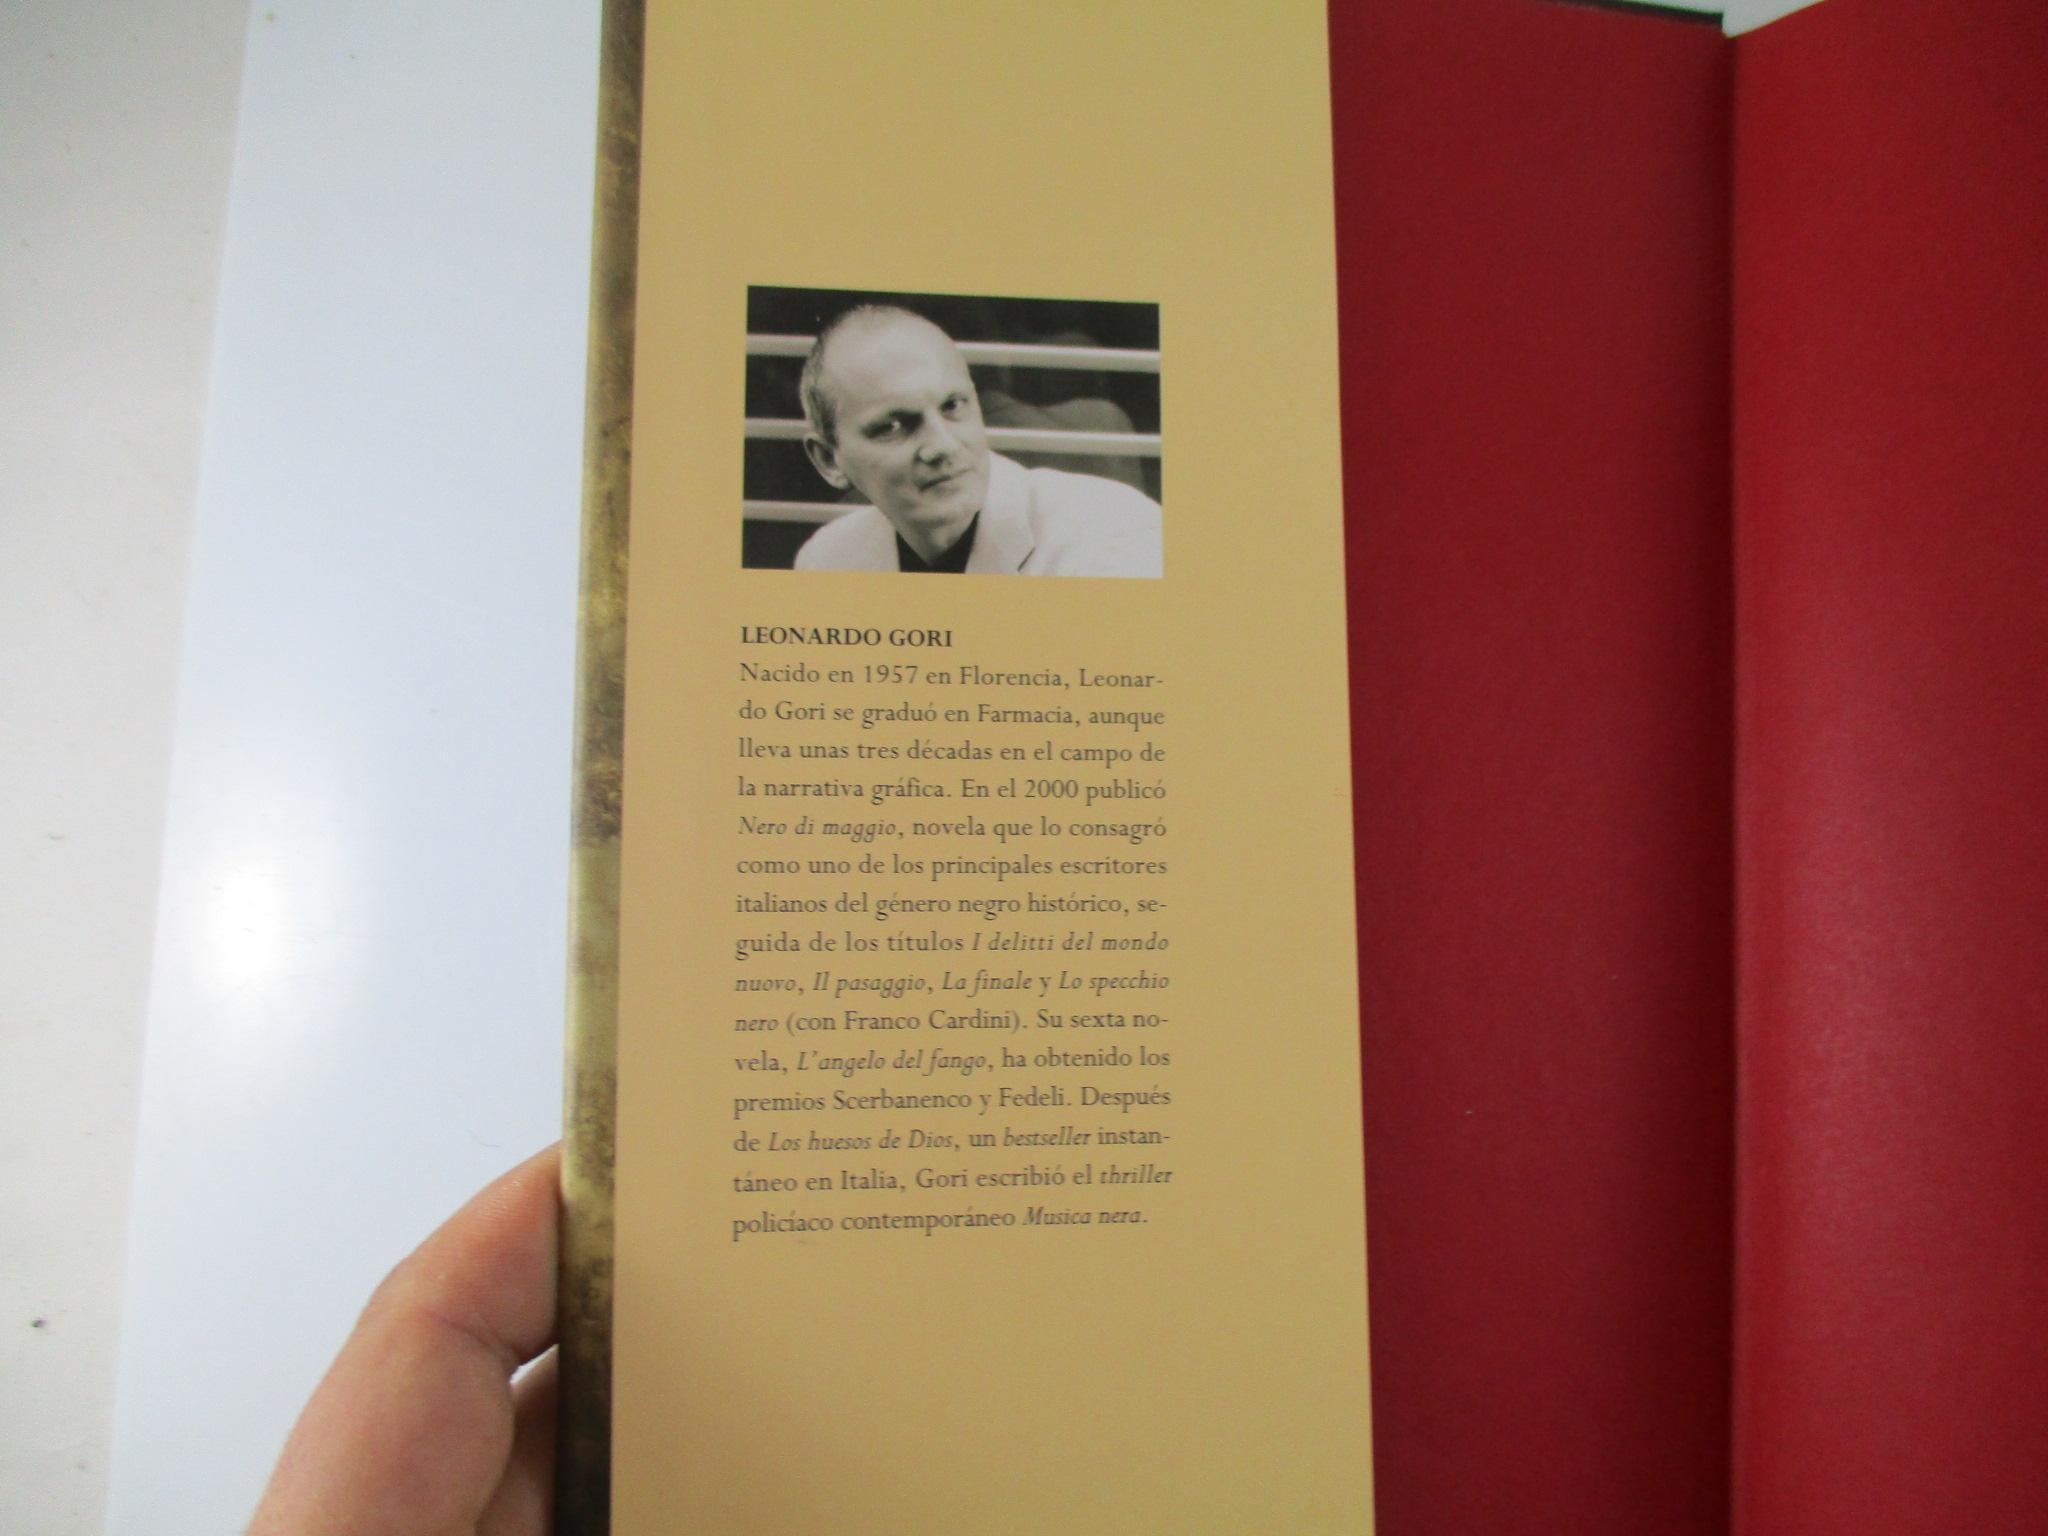 LEONARDO GORI
Nacido en 1957 en Florencia, Leonar-
do Gori se graduó en Farmacia, aunque
lleva unas tres décadas en el campo de
la narrativa gráfica. En el 2000 publicó
Nero di maggio, novela que lo consagró
como uno de los principales escritores
italianos del género negro histórico, se-
guida de los títulos I delitti del mondo
nuovo, Il pasaggio, La finale y Lo specchio
nero (con Franco Cardini). Su sexta no-
vela, L'angelo del fango, ha obtenido los
premios Scerbanenco y Fedeli. Después
de Los huesos de Dios, un bestseller instan-
táneo en Italia, Gori escribió el thriller
policíaco contemporáneo Musica nera.